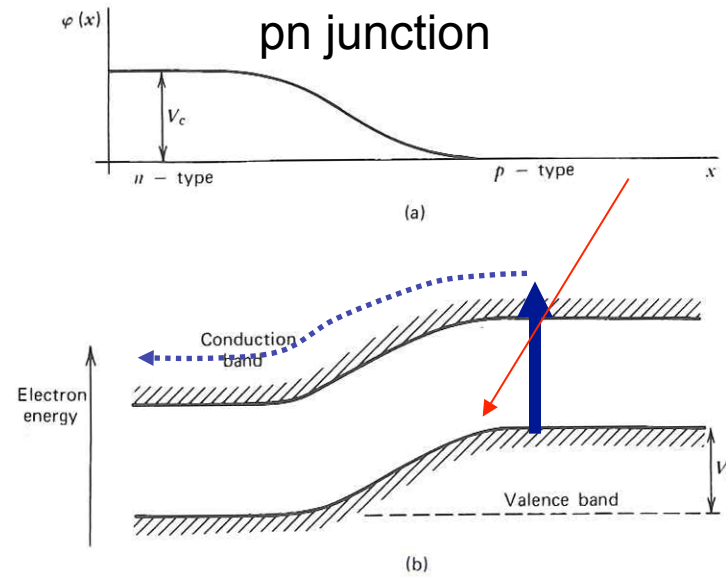 φ(x)
pn junction
V_c
n - type
p - type
x
(a)
Conduction
band
Electron
energy
V
Valence band
(b)